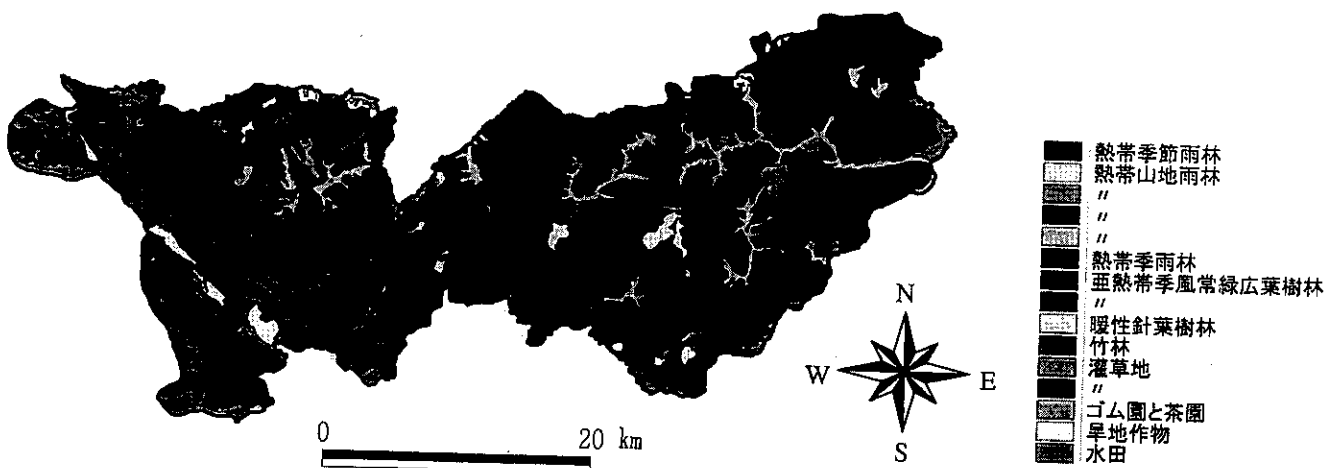 熱帯季節雨林
熱帯山地雨林
〃
〃
〃
熱帯季雨林
亜熱帯季風常緑広葉樹林
〃
暖性針葉樹林
竹林
灌草地
〃
ゴム園と茶園
旱地作物
水田
N
W
E
S
0
20 km